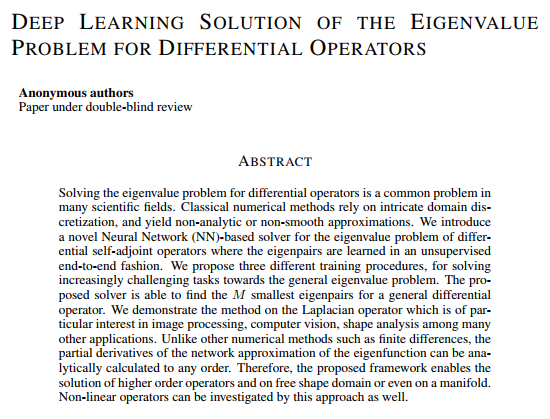 DEEP LEARNING SOLUTION OF THE EIGENVALUE
PROBLEM FOR DIFFERENTIAL OPERATORS
Anonymous authors
Paper under double-blind review
ABSTRACT
Solving the eigenvalue problem for differential operators is a common problem in
many scientific fields. Classical numerical methods rely on intricate domain dis-
cretization, and yield non-analytic or non-smooth approximations. We introduce
a novel Neural Network (NN)-based solver for the eigenvalue problem of differ-
ential self-adjoint operators where the eigenpairs are learned in an unsupervised
end-to-end fashion. We propose three different training procedures, for solving
increasingly challenging tasks towards the general eigenvalue problem. The pro-
posed solver is able to find the M smallest eigenpairs for a general differential
operator. We demonstrate the method on the Laplacian operator which is of par-
ticular interest in image processing, computer vision, shape analysis among many
other applications. Unlike other numerical methods such as finite differences, the
partial derivatives of the network approximation of the eigenfunction can be ana-
lytically calculated to any order. Therefore, the proposed framework enables the
solution of higher order operators and on free shape domain or even on a manifold.
Non-linear operators can be investigated by this approach as well.